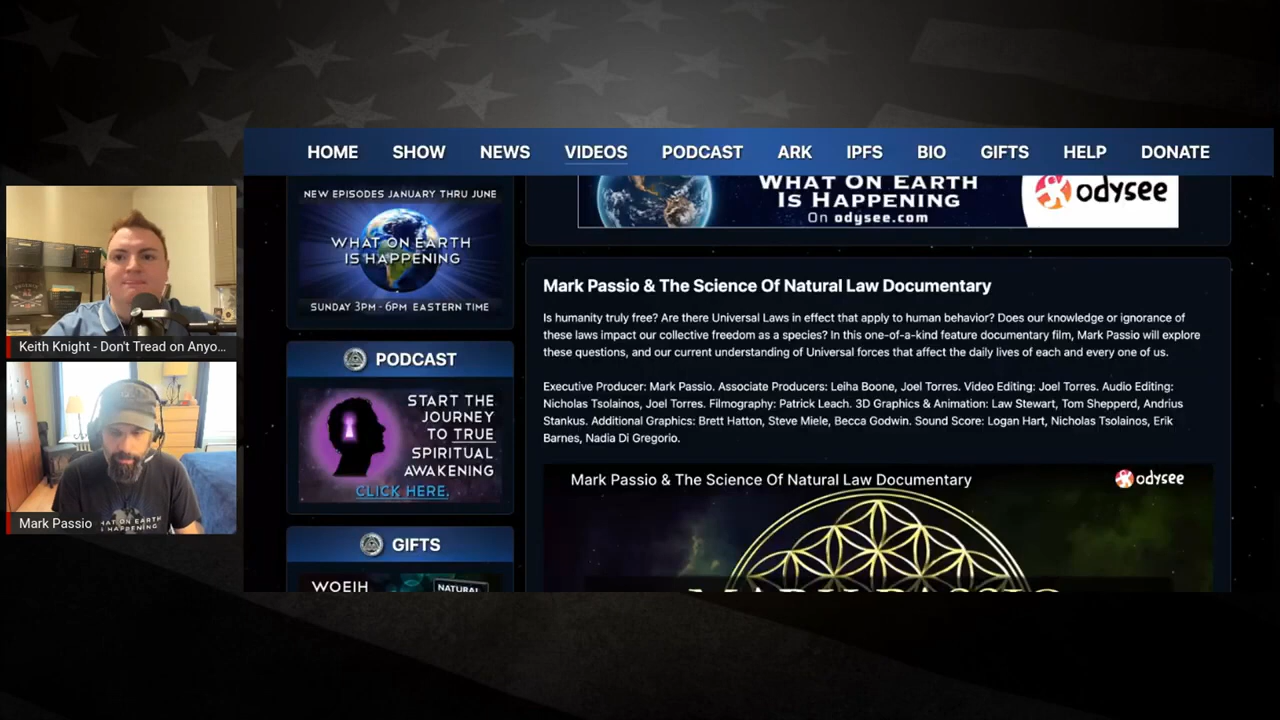 HOME SHOW NEWS VIDEOS PODCAST ARK IPFS BIO GIFTS HELP DONATE
Keith Knight - Don't Tread on Anyo...
Mark Passio
WHAT ON EARTH
IS HAPPENING
NEW EPISODES JANUARY THRU JUNE
WHAT ON EARTH
IS HAPPENING
SUNDAY 3PM - 6PM EASTERN TIME
PODCAST
START THE
JOURNEY
TO TRUE
SPIRITUAL
AWAKENING
CLICK HERE.
GIFTS
WOEIH
NATURAL
WHAT ON EARTH
IS HAPPENING
On odysee.com
odysee
Mark Passio & The Science Of Natural Law Documentary
Is humanity truly free? Are there Universal Laws in effect that apply to human behavior? Does our knowledge or ignorance of
these laws impact our collective freedom as a species? In this one-of-a-kind feature documentary film, Mark Passio will explore
these questions, and our current understanding of Universal forces that affect the daily lives of each and every one of us.
Executive Producer: Mark Passio. Associate Producers: Leiha Boone, Joel Torres. Video Editing: Joel Torres. Audio Editing:
Nicholas Tsolainos, Joel Torres. Filmography: Patrick Leach. 3D Graphics & Animation: Law Stewart, Tom Shepperd, Andrius
Stankus. Additional Graphics: Brett Hatton, Steve Miele, Becca Godwin. Sound Score: Logan Hart, Nicholas Tsolainos, Erik
Barnes, Nadia Di Gregorio.
Mark Passio & The Science Of Natural Law Documentary
odysee
MARK PASSIO